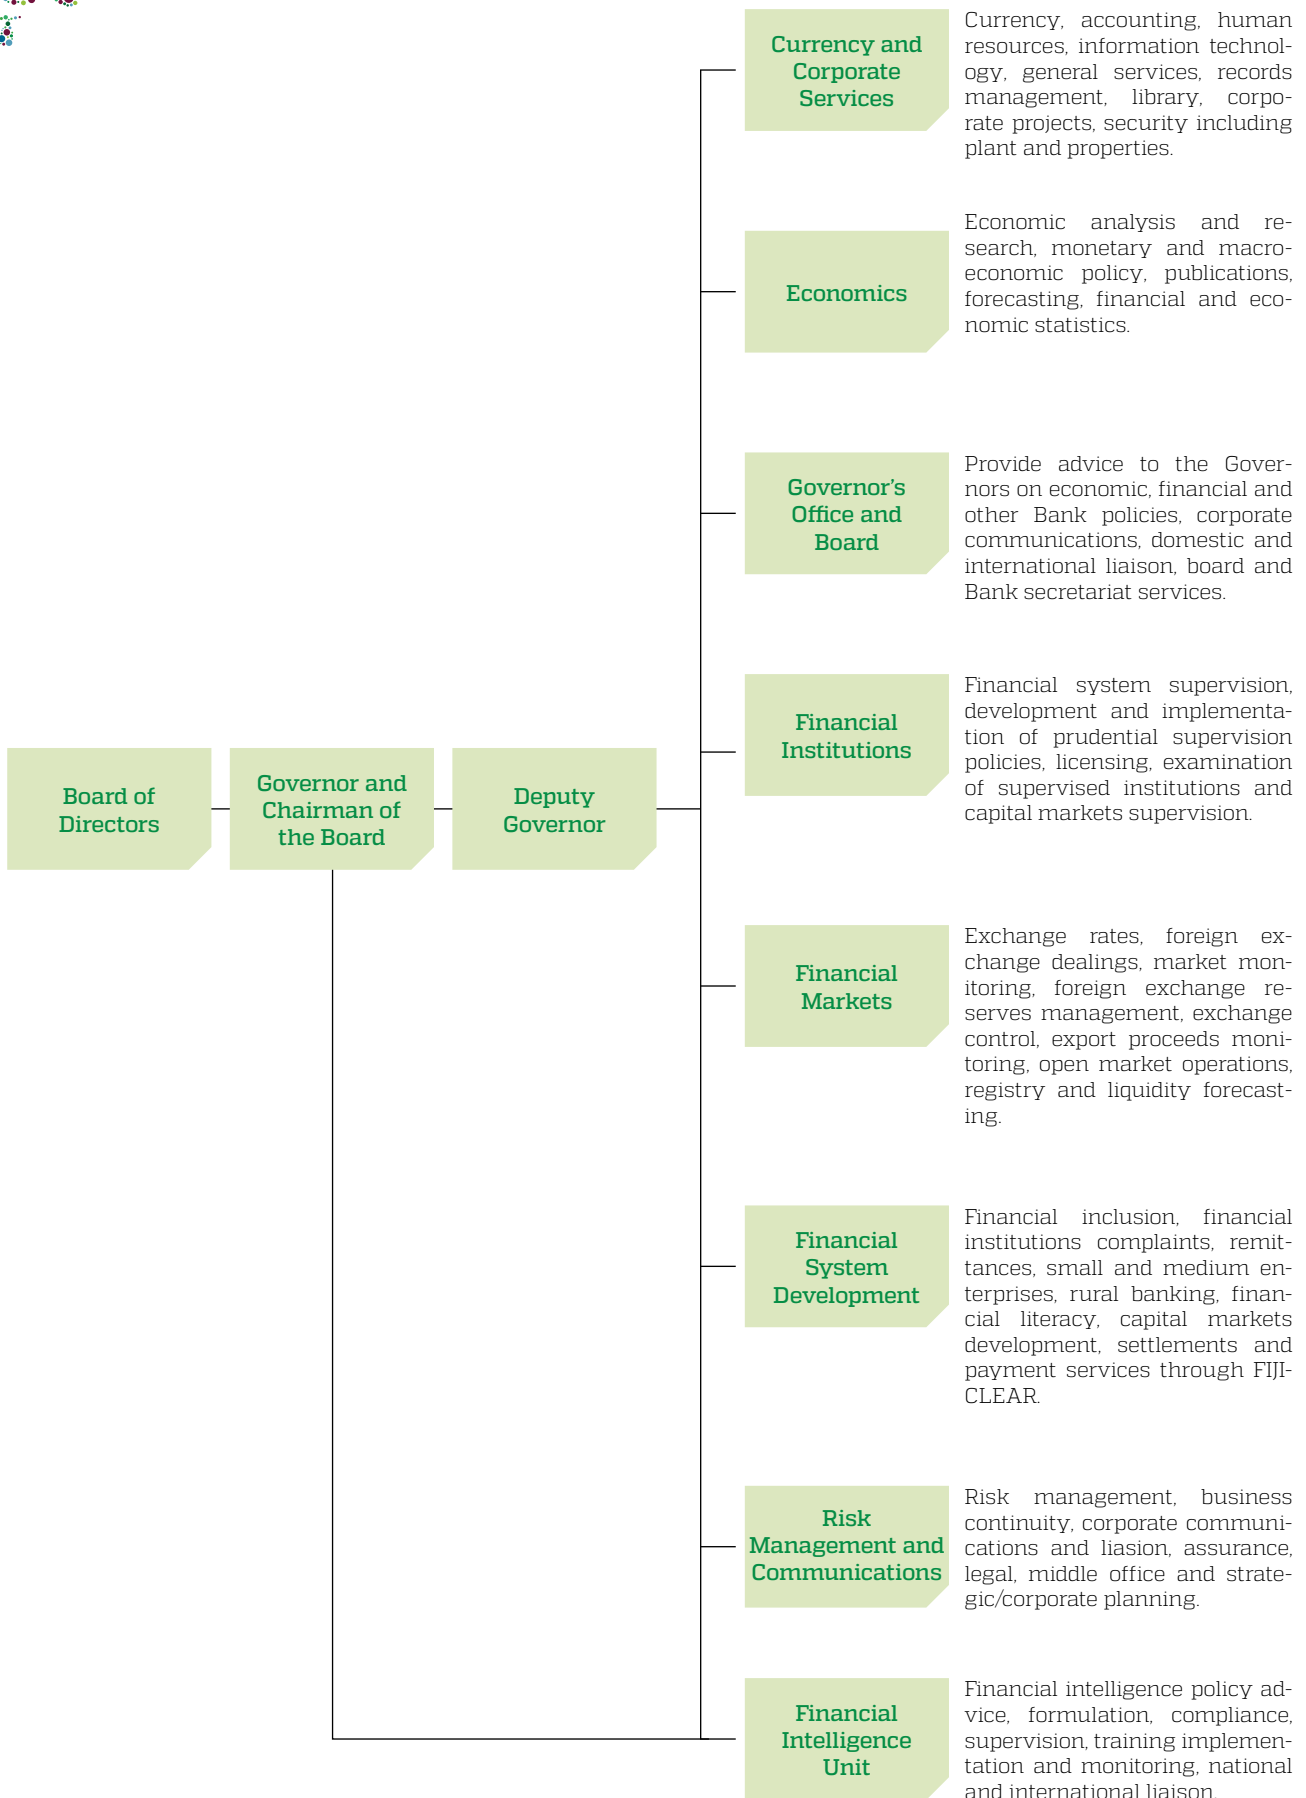 Currency and
Corporate
Services
Currency, accounting, human
resources, information technol-
ogy, general services, records
management, library, corpo-
rate projects, security including
plant and properties.
Economics
Economic analysis and re-
search, monetary and macro-
economic policy, publications,
forecasting, financial and eco-
nomic statistics.
Governor's
Office and
Board
Provide advice to the Gover-
nors on economic, financial and
other Bank policies, corporate
communications, domestic and
international liaison, board and
Bank secretariat services.
Financial
Institutions
Financial system supervision,
development and implementa-
tion of prudential supervision
policies, licensing, examination
of supervised institutions and
capital markets supervision.
Board of
Directors
Governor and
Chairman of
the Board
Deputy
Governor
Financial
Markets
Exchange rates, foreign ex-
change dealings, market mon-
itoring, foreign exchange re-
serves management, exchange
control, export proceeds moni-
toring, open market operations,
registry and liquidity forecast-
ing.
Financial
System
Development
Financial inclusion, financial
institutions complaints, remit-
tances, small and medium en-
terprises, rural banking, finan-
cial literacy, capital markets
development, settlements and
payment services through FIJI-
CLEAR.
Risk
Management and
Communications
Risk management, business
continuity, corporate communi-
cations and liasion, assurance,
legal, middle office and strate-
gic/corporate planning.
Financial
Intelligence
Unit
Financial intelligence policy ad-
vice, formulation, compliance,
supervision, training implemen-
tation and monitoring, national
and international liaison.